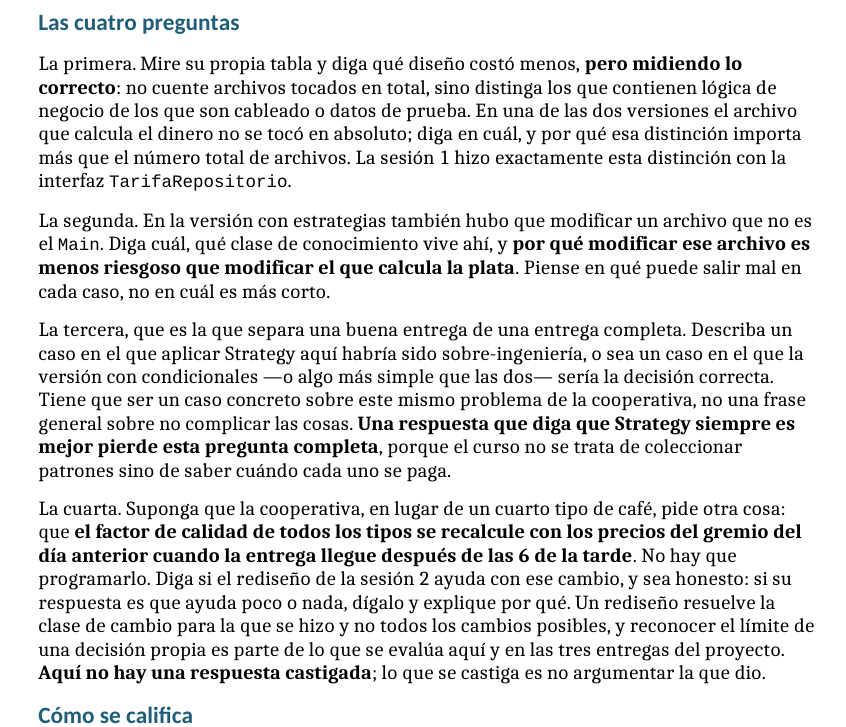 Las cuatro preguntas
La primera. Mire su propia tabla y diga qué diseño costó menos, pero midiendo lo
correcto: no cuente archivos tocados en total, sino distinga los que contienen lógica de
negocio de los que son cableado o datos de prueba. En una de las dos versiones el archivo
que calcula el dinero no se tocó en absoluto; diga en cuál, y por qué esa distinción importa
más que el número total de archivos. La sesión 1 hizo exactamente esta distinción con la
interfaz TarifaRepositorio.
La segunda. En la versión con estrategias también hubo que modificar un archivo que no es
el Main. Diga cuál, qué clase de conocimiento vive ahí, y por qué modificar ese archivo es
menos riesgoso que modificar el que calcula la plata. Piense en qué puede salir mal en
cada caso, no en cuál es más corto.
La tercera, que es la que separa una buena entrega de una entrega completa. Describa un
caso en el que aplicar Strategy aquí habría sido sobre-ingeniería, o sea un caso en el que la
versión con condicionales —o algo más simple que las dos— sería la decisión correcta.
Tiene que ser un caso concreto sobre este mismo problema de la cooperativa, no una frase
general sobre no complicar las cosas. Una respuesta que diga que Strategy siempre es
mejor pierde esta pregunta completa, porque el curso no se trata de coleccionar
patrones sino de saber cuándo cada uno se paga.
La cuarta. Suponga que la cooperativa, en lugar de un cuarto tipo de café, pide otra cosa:
que el factor de calidad de todos los tipos se recalcule con los precios del gremio del
día anterior cuando la entrega llegue después de las 6 de la tarde. No hay que
programarlo. Diga si el rediseño de la sesión 2 ayuda con ese cambio, y sea honesto: si su
respuesta es que ayuda poco o nada, dígalo y explique por qué. Un rediseño resuelve la
clase de cambio para la que se hizo y no todos los cambios posibles, y reconocer el límite de
una decisión propia es parte de lo que se evalúa aquí y en las tres entregas del proyecto.
Aquí no hay una respuesta castigada; lo que se castiga es no argumentar la que dio.
Cómo se califica